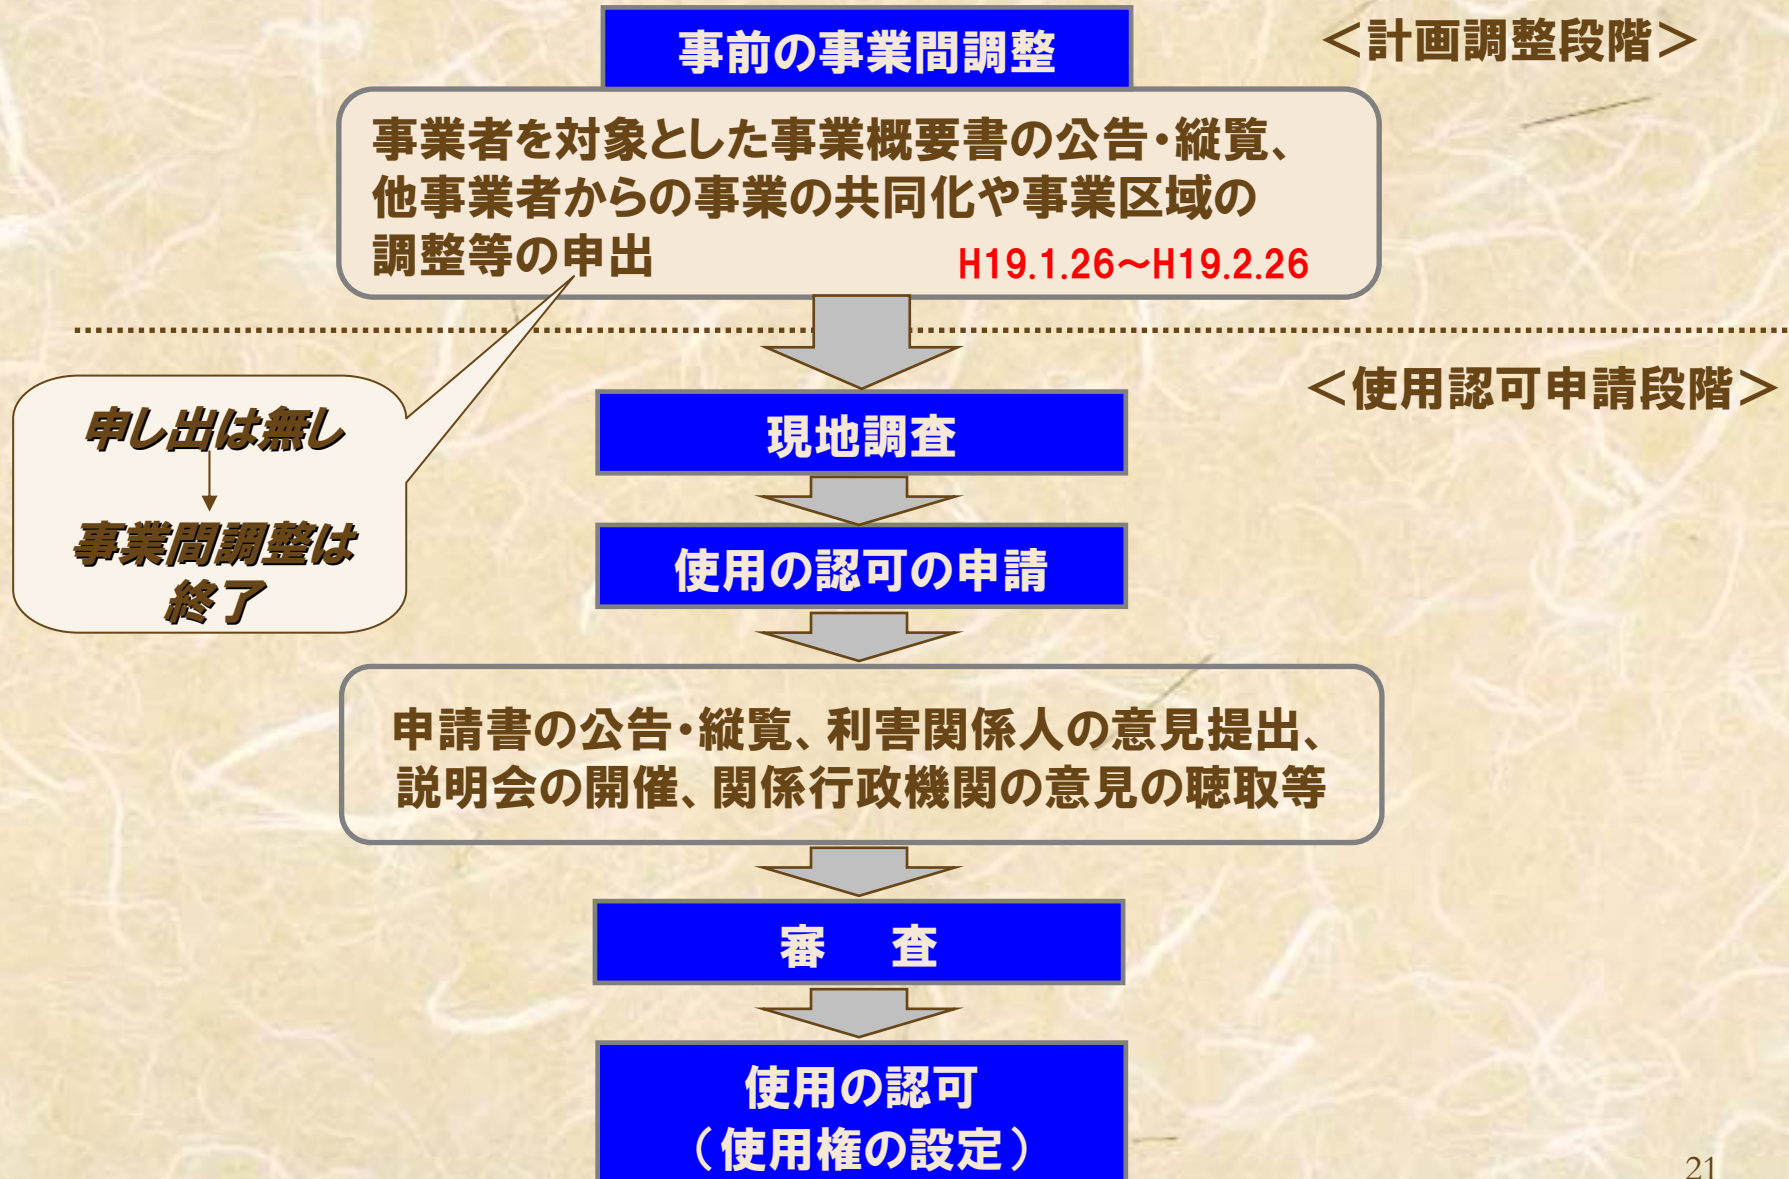 事前の事業間調整
＜計画調整段階＞
事業者を対象とした事業概要書の公告・縦覧、
他事業者からの事業の共同化や事業区域の
調整等の申出
H19.1.26～H19.2.26
＜使用認可申請段階＞
申し出は無し
事業間調整は
終了
現地調査
使用の認可の申請
申請書の公告・縦覧、利害関係人の意見提出、
説明会の開催、関係行政機関の意見の聴取等
審　査
使用の認可
（使用権の設定）
21